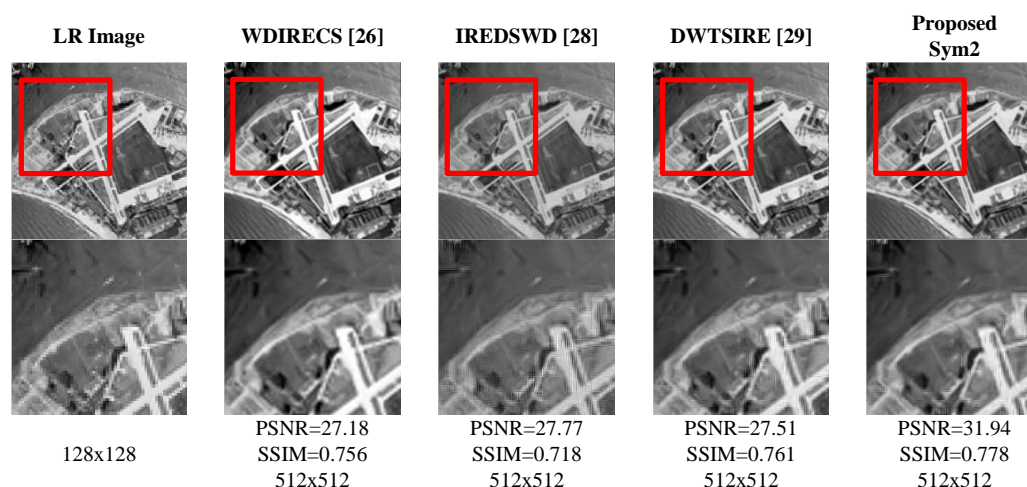 LR Image
WDIRECS [26]
IREDSWD [28]
DWTSIRE [29]
Proposed
Sym2
128x128
PSNR=27.18
SSIM=0.756
512x512
PSNR=27.77
SSIM=0.718
512x512
PSNR=27.51
SSIM=0.761
512x512
PSNR=31.94
SSIM=0.778
512x512